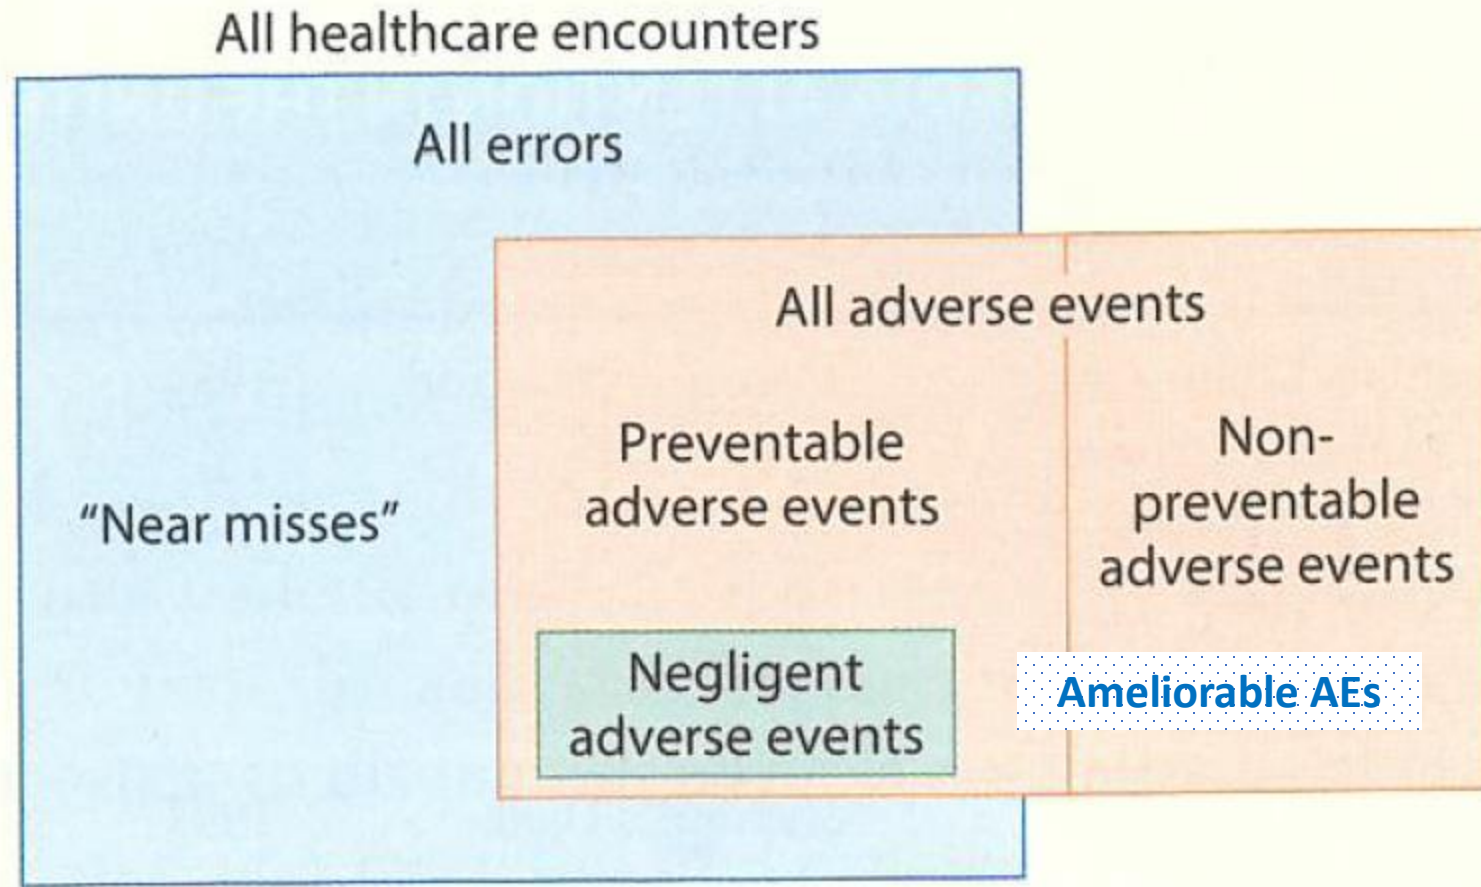 All healthcare encounters
All errors
All adverse events
Preventable
adverse events
Non-
preventable
adverse events
“Near misses”
Negligent
adverse events
Ameliorable AEs